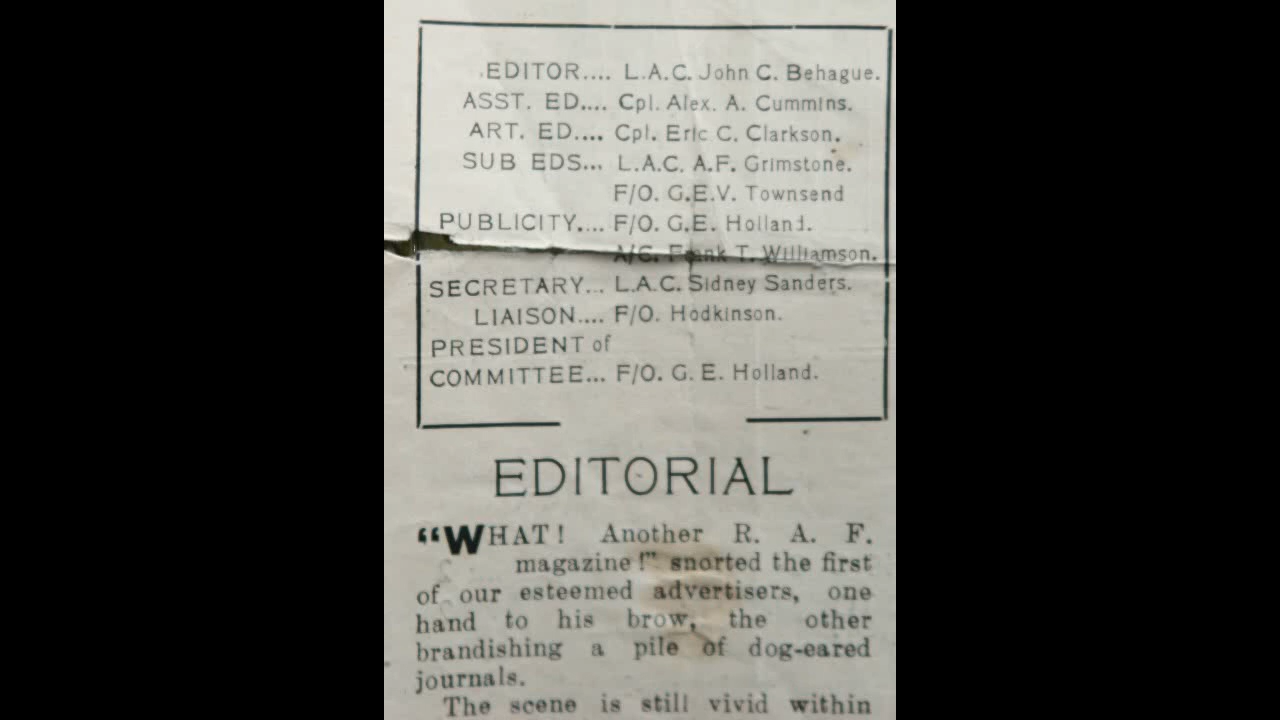 EDITOR.... L.A.C. John C. Behague.
ASST. ED.... Cpl. Alex. A. Cummins.
ART. ED.... Cpl. Eric C. Clarkson.
SUB EDS... L.A.C. A.F. Grimstone.
F/O. G.E.V. Townsend
PUBLICITY.... F/O. G.E. Holland.
A/C. Frank T. Williamson.
SECRETARY... L.A.C. Sidney Sanders.
LIAISON.... F/O. Hodkinson.
PRESIDENT of
COMMITTEE... F/O. G. E. Holland.
EDITORIAL
“WHAT! Another R. A. F.
magazine!” snorted the first
of our esteemed advertisers, one
hand to his brow, the other
brandishing a pile of dog-eared
journals.
The scene is still vivid within